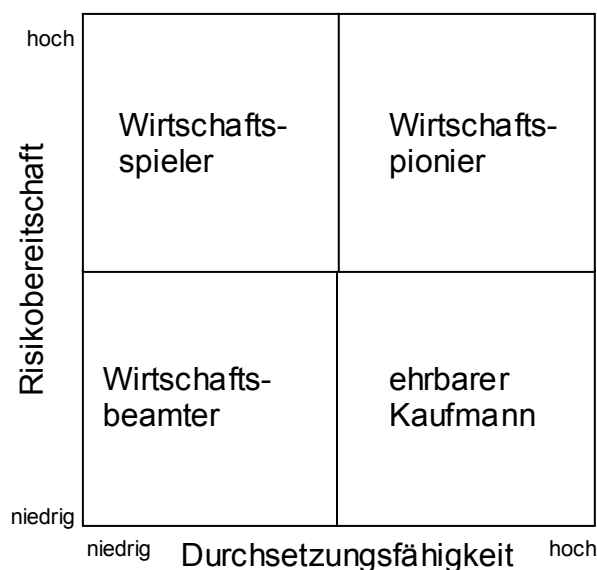 hoch
Wirtschafts-
spieler
Wirtschafts-
pionier
Risikobereitschaft
Wirtschafts-
beamter
ehrbarer
Kaufmann
niedrig
niedrig
Durchsetzungsfähigkeit
hoch